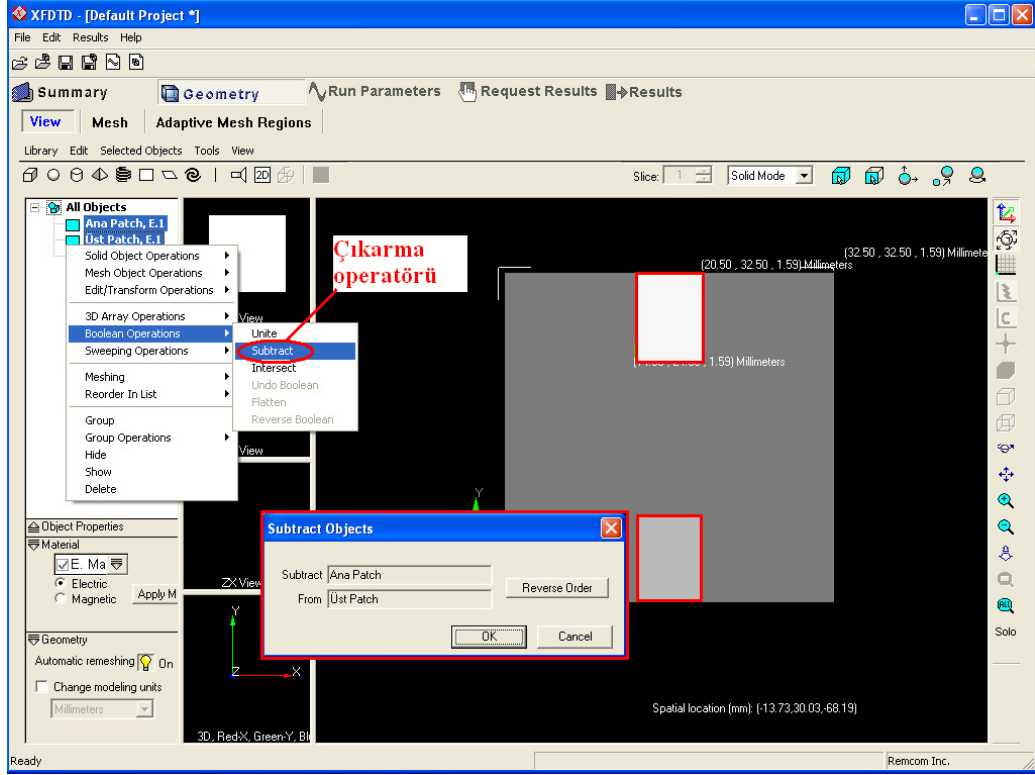 XFDTD - [Default Project *]
File Edit Results Help
Summary Geometry Run Parameters Request Results Results
View Mesh Adaptive Mesh Regions
Library Edit Selected Objects Tools View
2D Slice: 1 Solid Mode
All Objects
Ana Patch, E.1
Üst Patch, E.1
Solid Object Operations
Mesh Object Operations
Edit/Transform Operations
3D Array Operations
Boolean Operations
Sweeping Operations
Meshing
Reorder In List
Group
Group Operations
Hide
Show
Delete
View
Unite
Subtract
Intersect
Undo Boolean
Flatten
Reverse Boolean
View
Çıkarma
operatörü
(32.50 , 32.50 , 1.59) Millimete
(20.50 , 32.50 , 1.59) Millimeters
, 1.59) Millimeters
Y
Subtract Objects
Subtract Ana Patch
From Üst Patch
Reverse Order
OK Cancel
Object Properties
Material
E. Ma
Electric
Magnetic
Apply M
ZX View
Geometry
Automatic remeshing On
Change modeling units
Millimeters
Y
Z X
3D, Red-X, Green-Y, Bl
Spatial location (mm): (-13.73,30.03,-68.19)
ALL
Solo
Ready Remcom Inc.